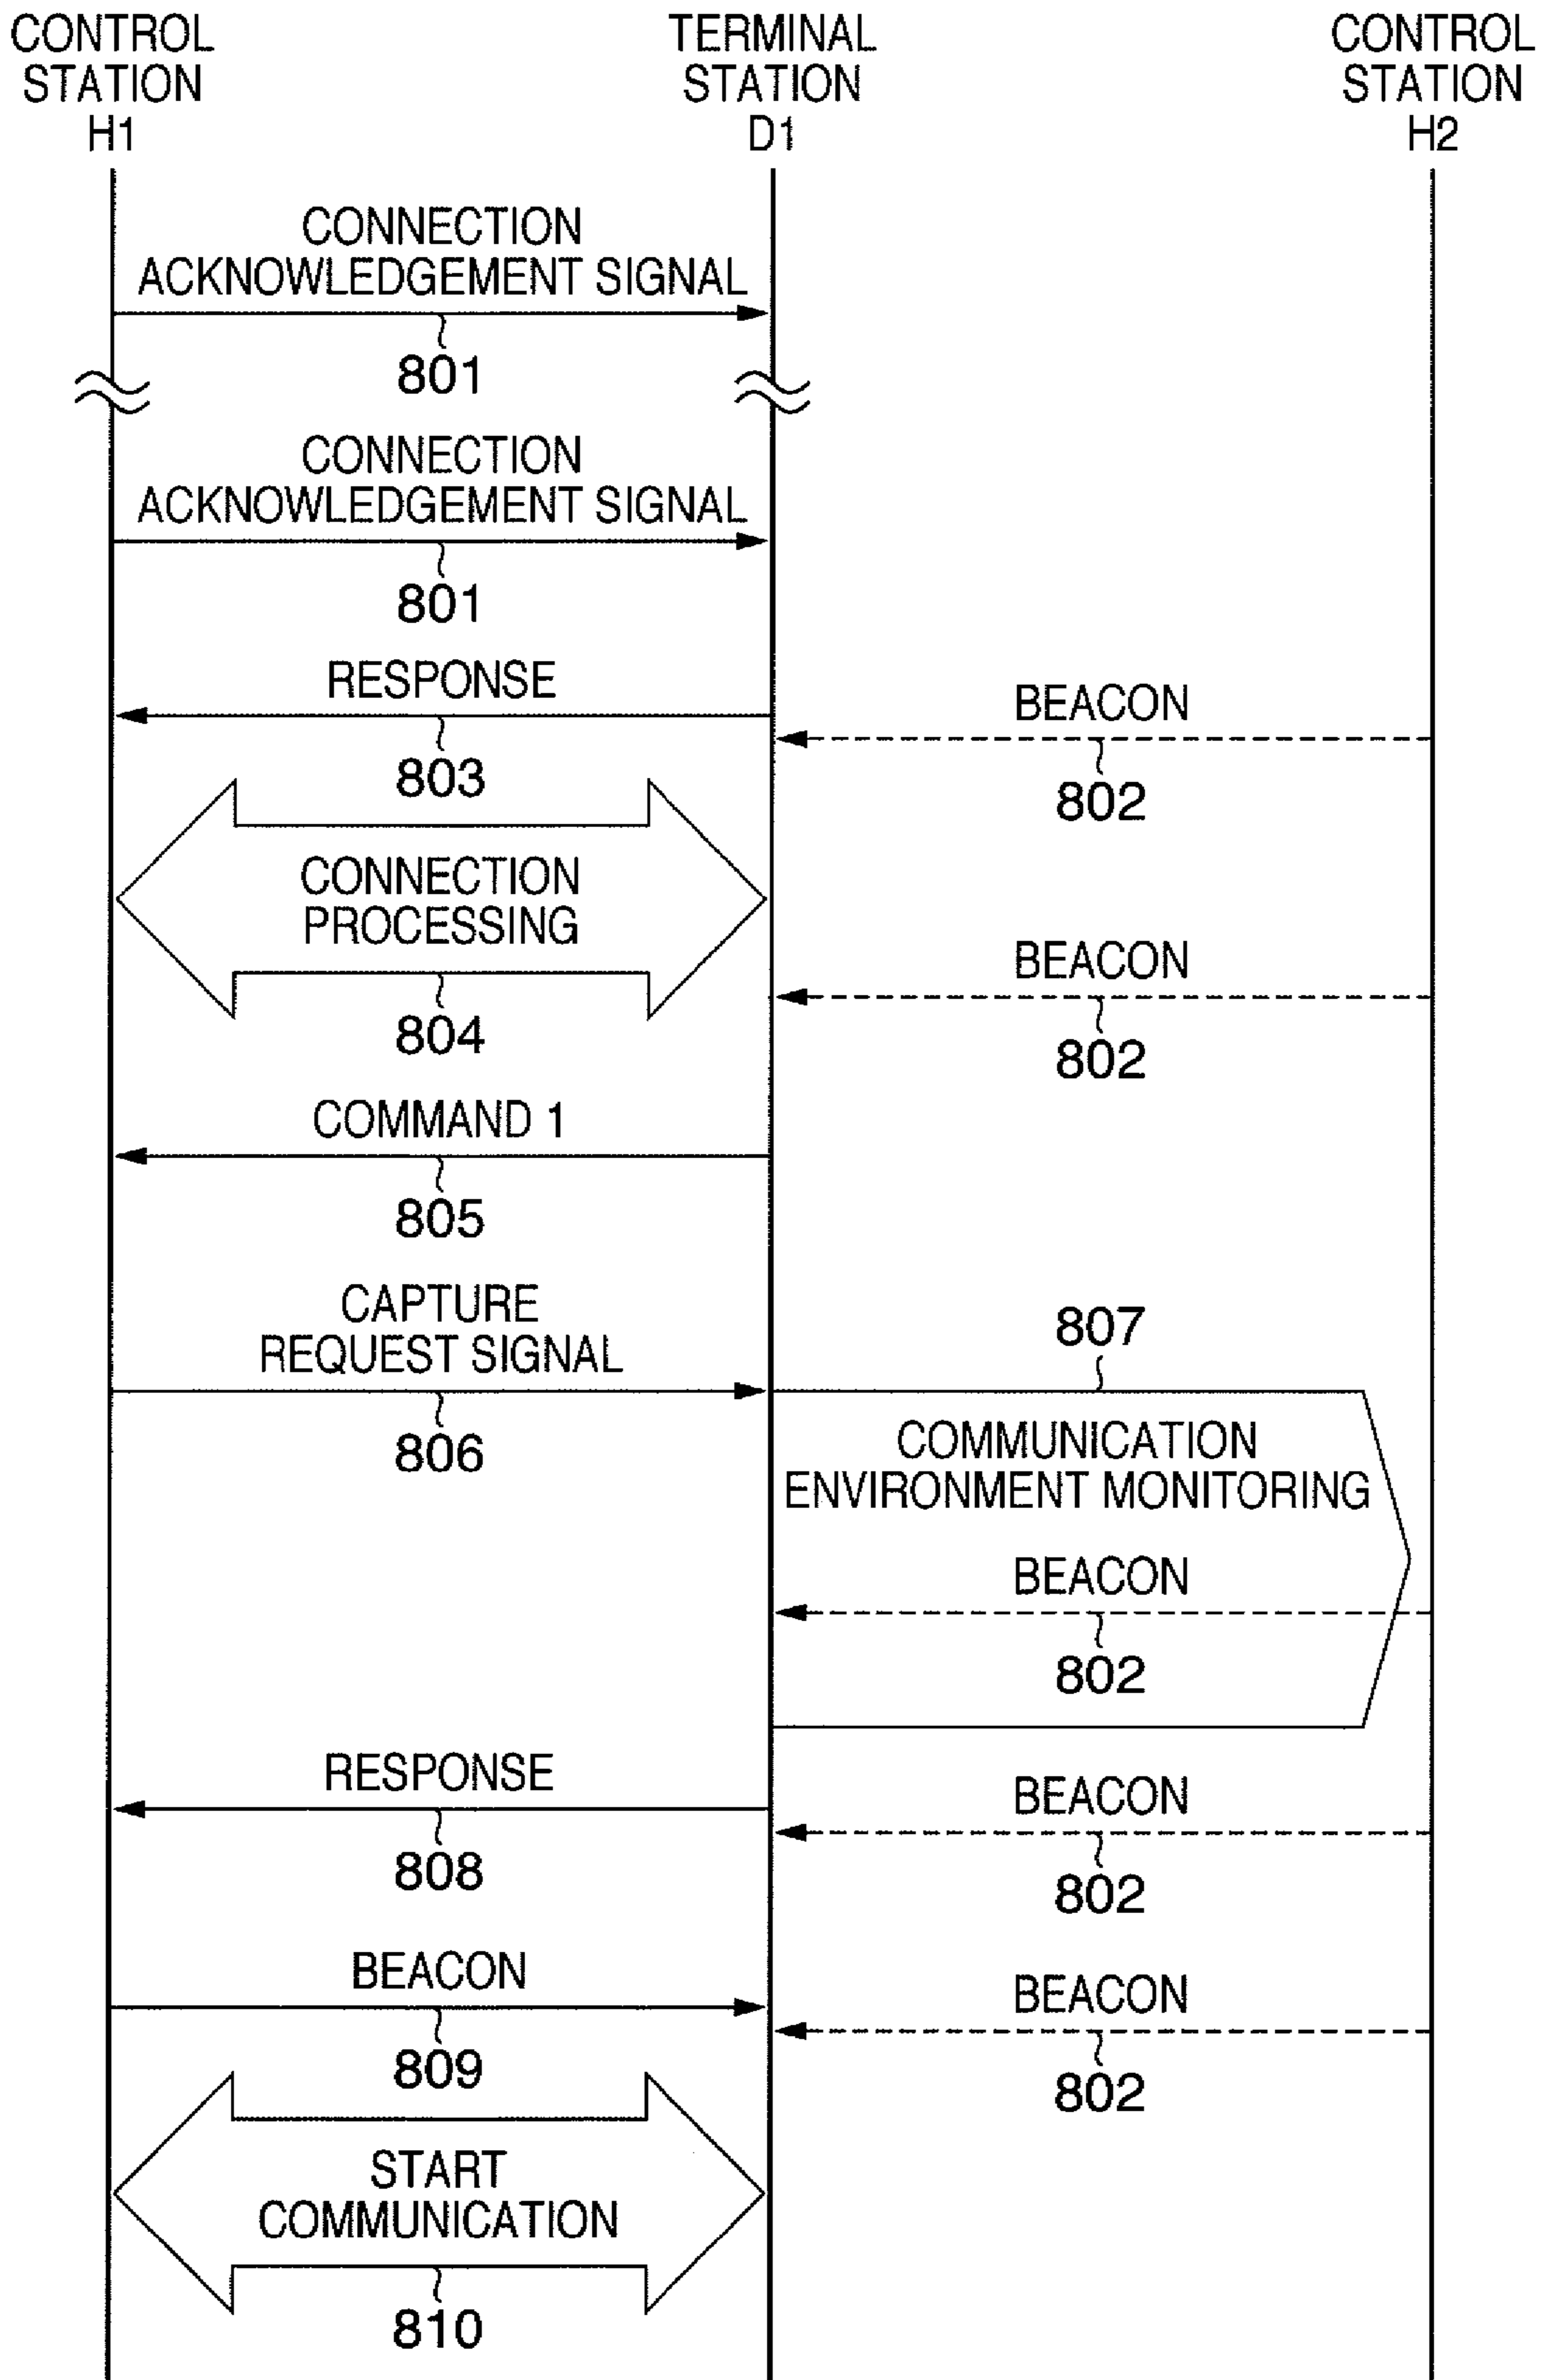 CONTROL
STATION
H1
TERMINAL
STATION
D1
CONTROL
STATION
H2
CONNECTION
ACKNOWLEDGEMENT SIGNAL
801
CONNECTION
ACKNOWLEDGEMENT SIGNAL
801
RESPONSE
803
BEACON
802
CONNECTION
PROCESSING
804
BEACON
802
COMMAND 1
805
CAPTURE
REQUEST SIGNAL
806
807
COMMUNICATION
ENVIRONMENT MONITORING
BEACON
802
RESPONSE
808
BEACON
802
BEACON
809
BEACON
802
START
COMMUNICATION
810